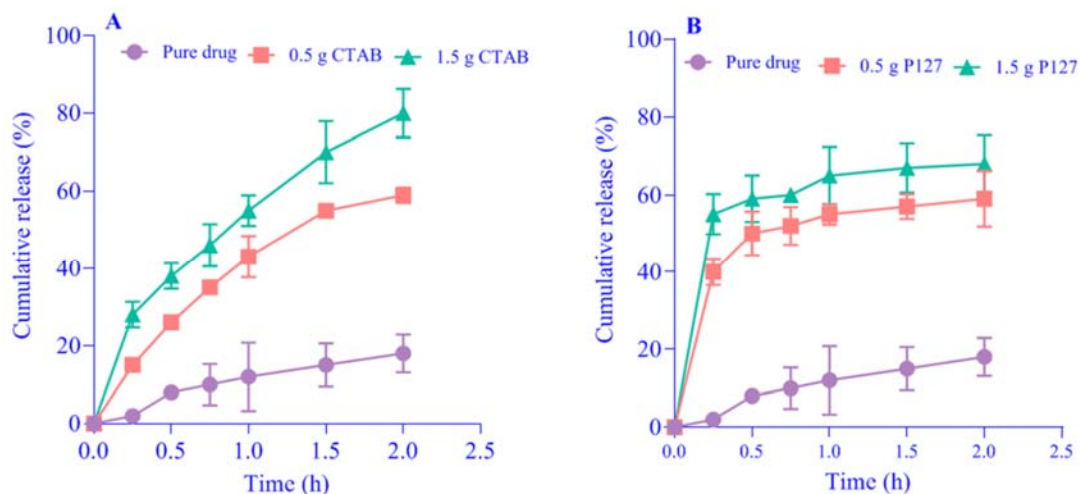 A
Pure drug 0.5 g CTAB 1.5 g CTAB
Cumulative release (%)
100
80
60
40
20
0
0.0 0.5 1.0 1.5 2.0 2.5
Time (h)
B
Pure drug 0.5 g P127 1.5 g P127
Cumulative release (%)
100
80
60
40
20
0
0.0 0.5 1.0 1.5 2.0 2.5
Time (h)